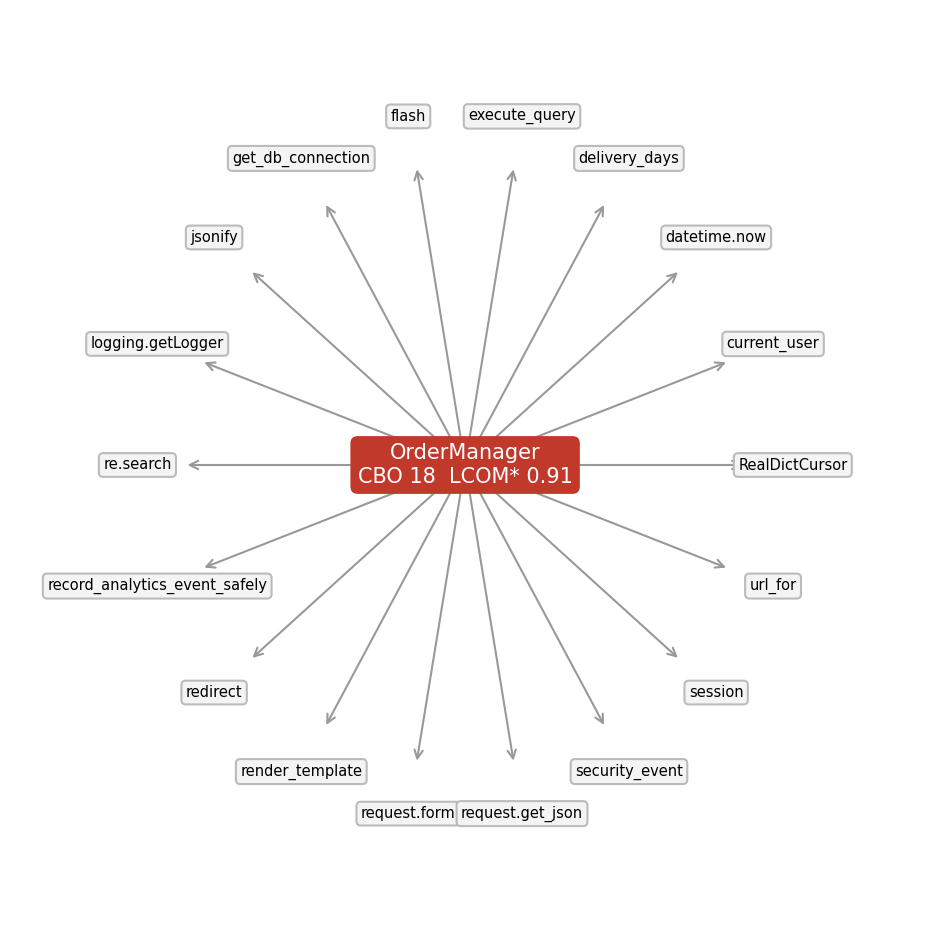 flash
execute_query
get_db_connection
delivery_days
jsonify
datetime.now
logging.getLogger
current_user
OrderManager
CBO 18  LCOM* 0.91
re.search
RealDictCursor
record_analytics_event_safely
url_for
redirect
session
render_template
security_event
request.form
request.get_json